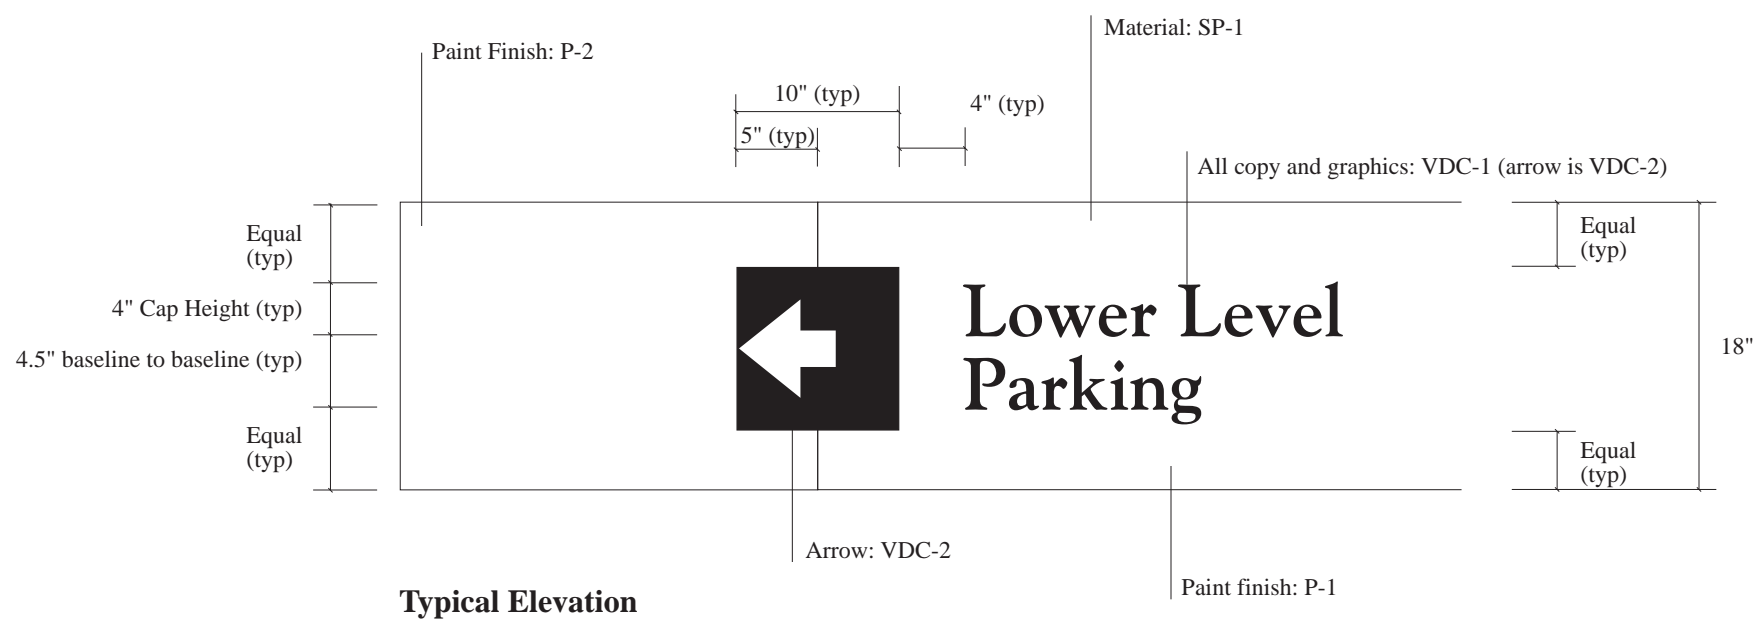 Material: SP-1
Paint Finish: P-2
10" (typ)
4" (typ)
5" (typ)
All copy and graphics: VDC-1 (arrow is VDC-2)
Equal
(typ)
4" Cap Height (typ)
4.5" baseline to baseline (typ)
Equal
(typ)
Lower Level
Parking
Equal
(typ)
18"
Equal
(typ)
Arrow: VDC-2
Paint finish: P-1
Typical Elevation